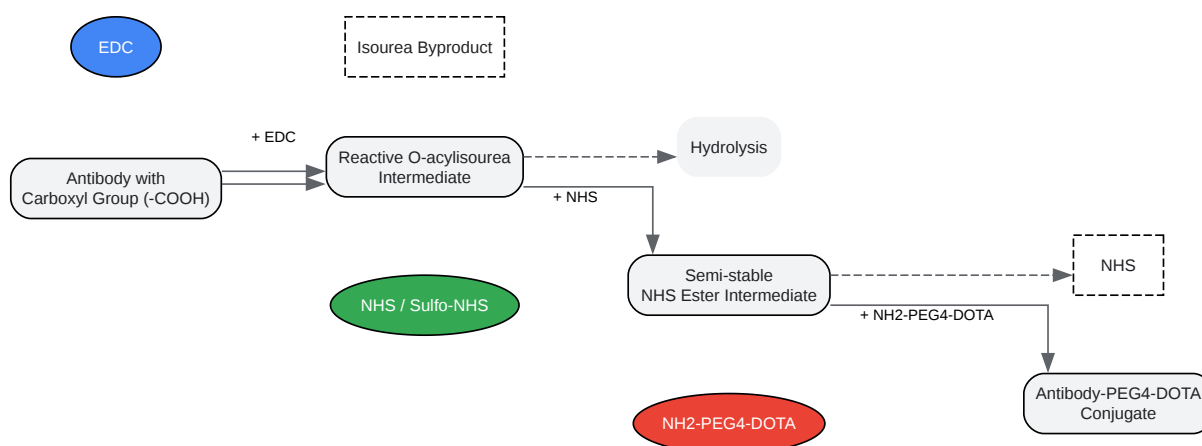 EDC
Isourea Byproduct
+ EDC
Reactive O-acylisourea
Intermediate
Hydrolysis
Antibody with
Carboxyl Group (-COOH)
+ NHS
NHS
Semi-stable
NHS Ester Intermediate
NHS / Sulfo-NHS
+ NH2-PEG4-DOTA
Antibody-PEG4-DOTA
Conjugate
NH2-PEG4-DOTA